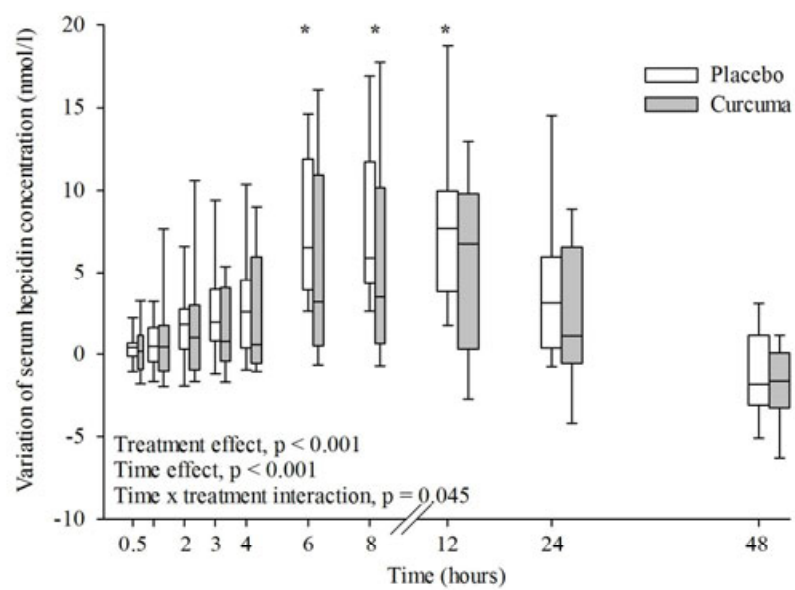 Variation of serum hepcidin concentration (nmol/l)
20
15
10
5
0
-5
-10
* * *
Placebo
Curcuma
Treatment effect, p < 0.001
Time effect, p < 0.001
Time x treatment interaction, p = 0.045
0.5 2 3 4 6 8 12 24 48
Time (hours)